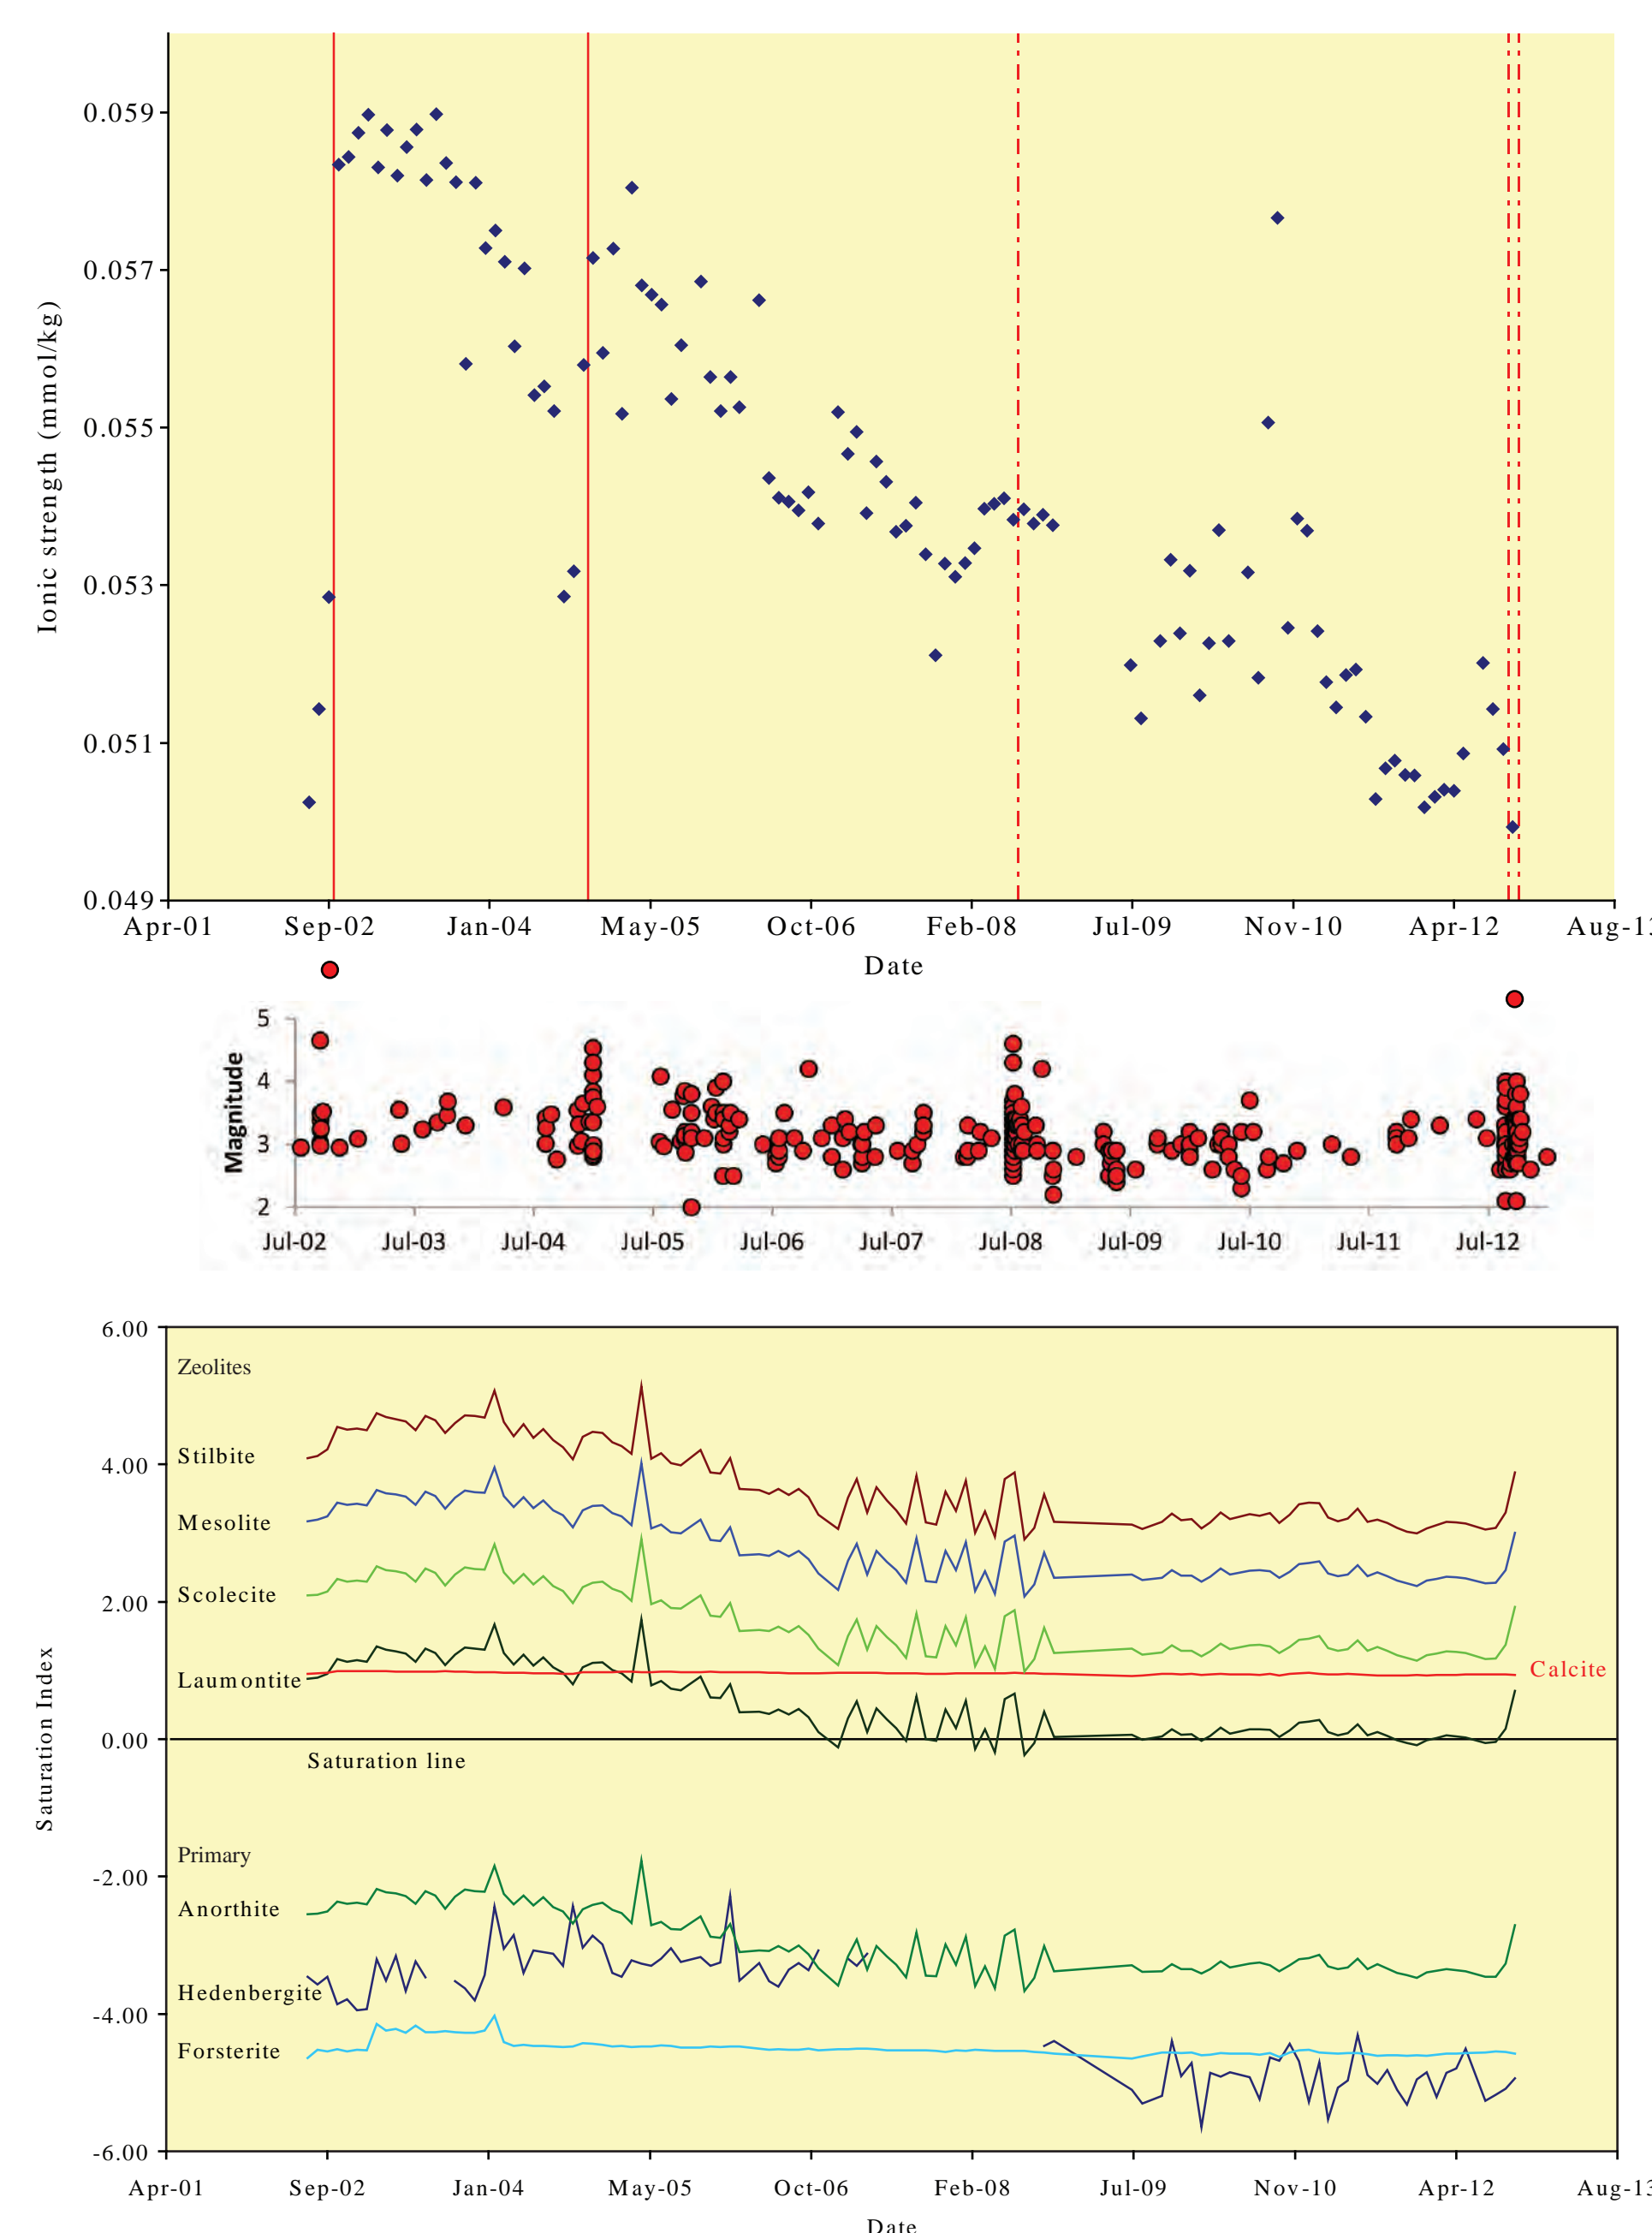 0.059
0.057
0.055
0.053
0.051
0.049
Ionic strength (mmol/kg)
Apr-01 Sep-02 Jan-04 May-05 Oct-06 Feb-08 Jul-09 Nov-10 Apr-12 Aug-13
Date
5
4
3
2
Magnitude
Jul-02 Jul-03 Jul-04 Jul-05 Jul-06 Jul-07 Jul-08 Jul-09 Jul-10 Jul-11 Jul-12
6.00
Zeolites
Stilbite
4.00
Mesolite
Scolecite
2.00
Laumontite
Calcite
0.00
Saturation line
Saturation Index
Primary
-2.00
Anorthite
Hedenbergite
-4.00
Forsterite
-6.00
Apr-01 Sep-02 Jan-04 May-05 Oct-06 Feb-08 Jul-09 Nov-10 Apr-12 Aug-13
Date